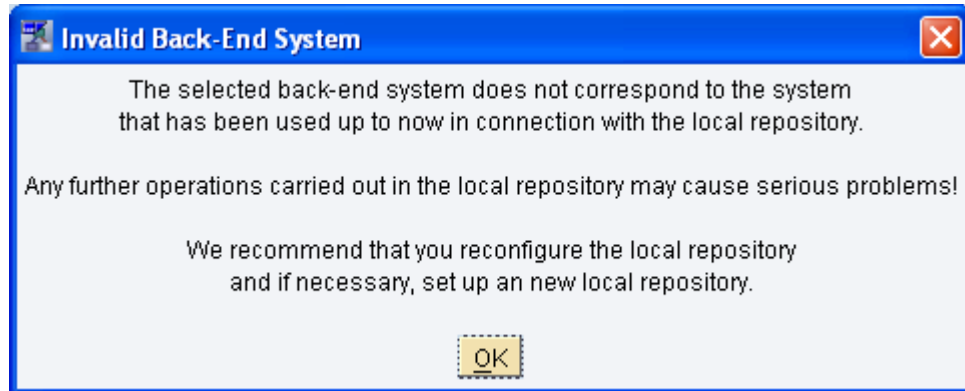 Invalid Back-End System
The selected back-end system does not correspond to the system
that has been used up to now in connection with the local repository.
Any further operations carried out in the local repository may cause serious problems!
We recommend that you reconfigure the local repository
and if necessary, set up an new local repository.
OK